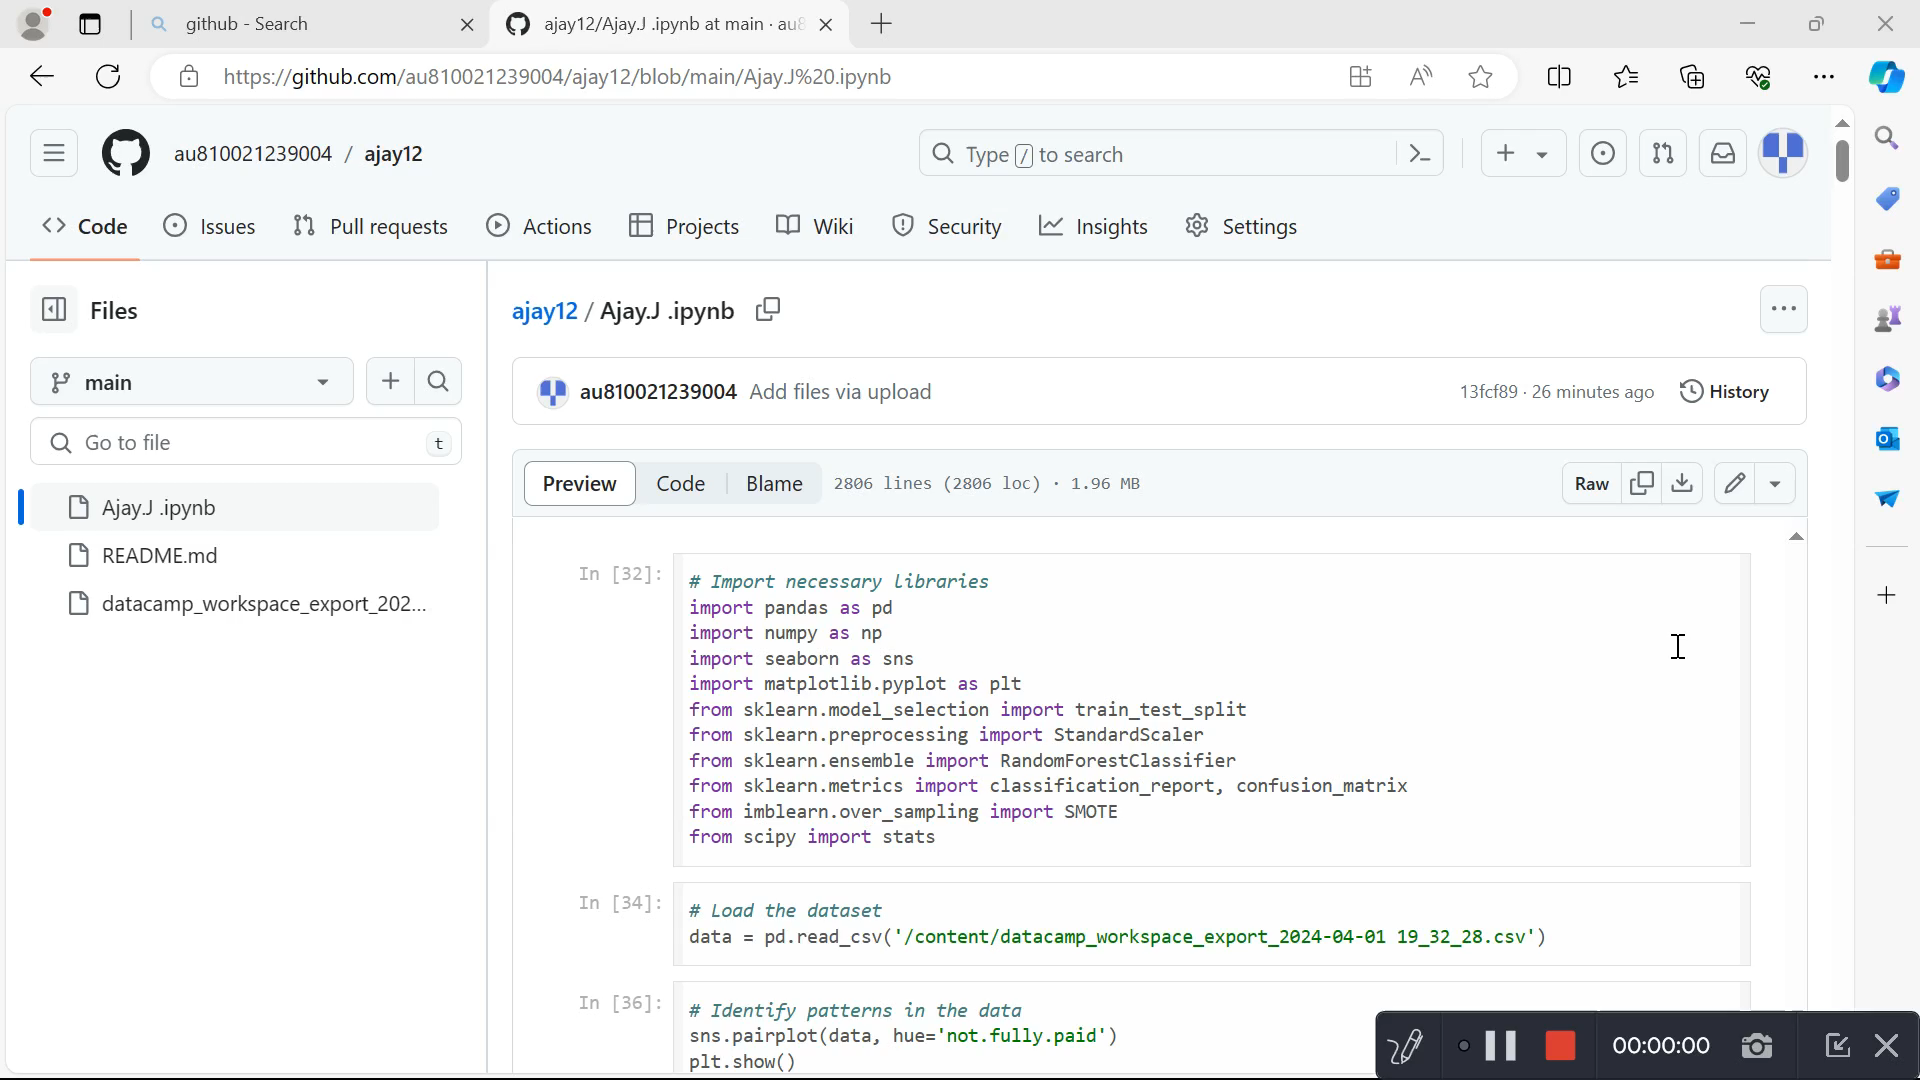 github - Search
ajay12/Ajay.J .ipynb at main · au8
https://github.com/au810021239004/ajay12/blob/main/Ajay.J%20.ipynb
au810021239004 / ajay12
Type / to search
Code Issues Pull requests Actions Projects Wiki Security Insights Settings
Files
main
Go to file t
Ajay.J .ipynb
README.md
datacamp_workspace_export_202...
ajay12 / Ajay.J .ipynb
au810021239004 Add files via upload 13fcf89 · 26 minutes ago History
Preview Code Blame 2806 lines (2806 loc) · 1.96 MB Raw
In [32]:
# Import necessary libraries
import pandas as pd
import numpy as np
import seaborn as sns
import matplotlib.pyplot as plt
from sklearn.model_selection import train_test_split
from sklearn.preprocessing import StandardScaler
from sklearn.ensemble import RandomForestClassifier
from sklearn.metrics import classification_report, confusion_matrix
from imblearn.over_sampling import SMOTE
from scipy import stats
In [34]:
# Load the dataset
data = pd.read_csv('/content/datacamp_workspace_export_2024-04-01 19_32_28.csv')
In [36]:
# Identify patterns in the data
sns.pairplot(data, hue='not.fully.paid')
plt.show()
00:00:00